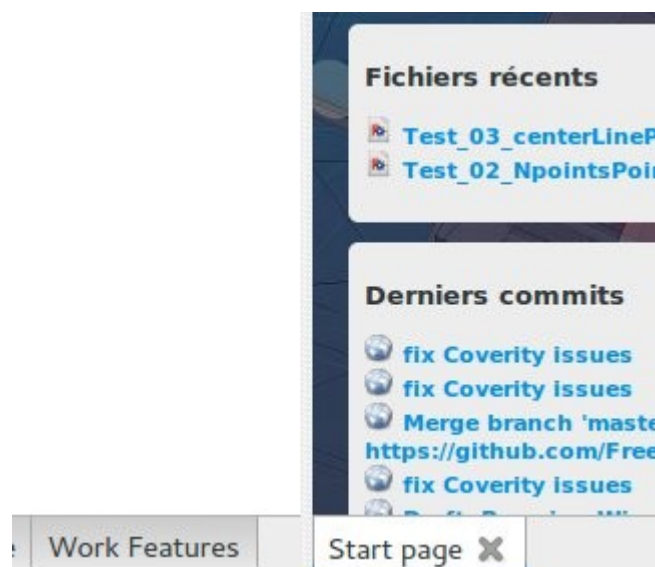 Fichiers récents
Test_03_centerLineP
Test_02_NpointsPoin
Derniers commits
fix Coverity issues
fix Coverity issues
Merge branch 'maste
https://github.com/Free
fix Coverity issues
Work Features
Start page